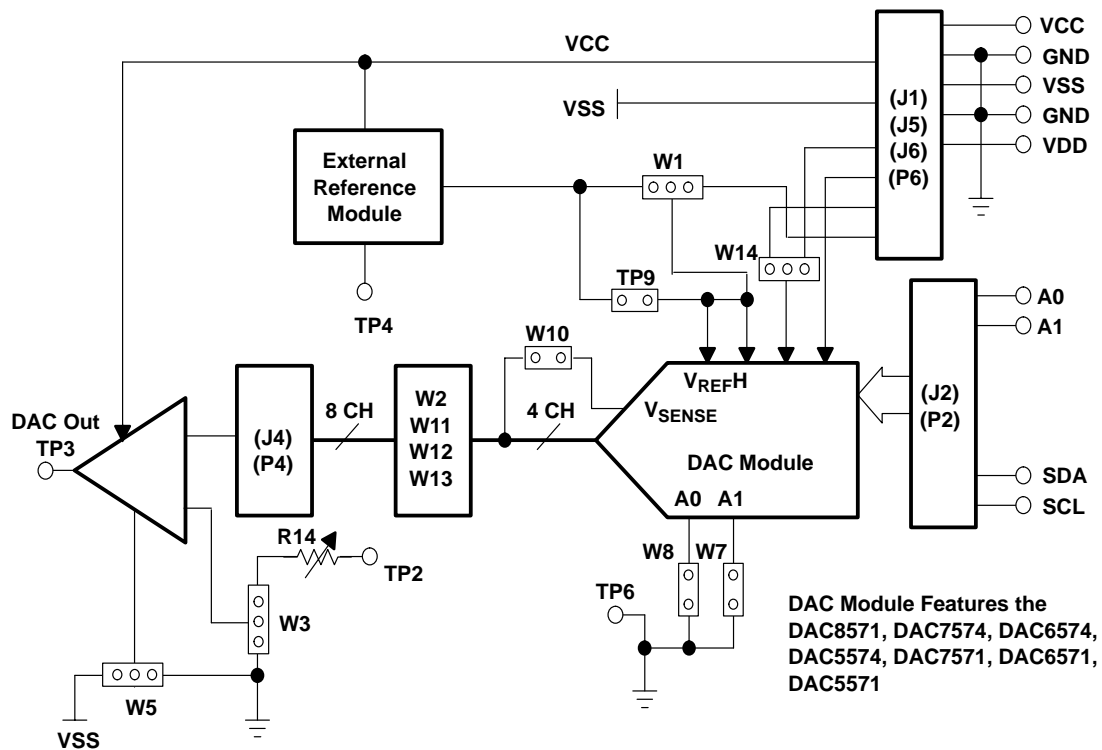 VCC
VCC
GND
VSS
GND
VDD
VSS
(J1)
(J5)
(J6)
(P6)
External
Reference
Module
W1
W14
TP9
TP4
W10
A0
A1
VREFH
VSENSE
(J2)
(P2)
DAC Out
TP3
(J4)
(P4)
8 CH
W2
W11
W12
W13
4 CH
DAC Module
A0 A1
SDA
SCL
R14
TP2
W8 W7
TP6
W3
W5
VSS
DAC Module Features the
DAC8571, DAC7574, DAC6574,
DAC5574, DAC7571, DAC6571,
DAC5571